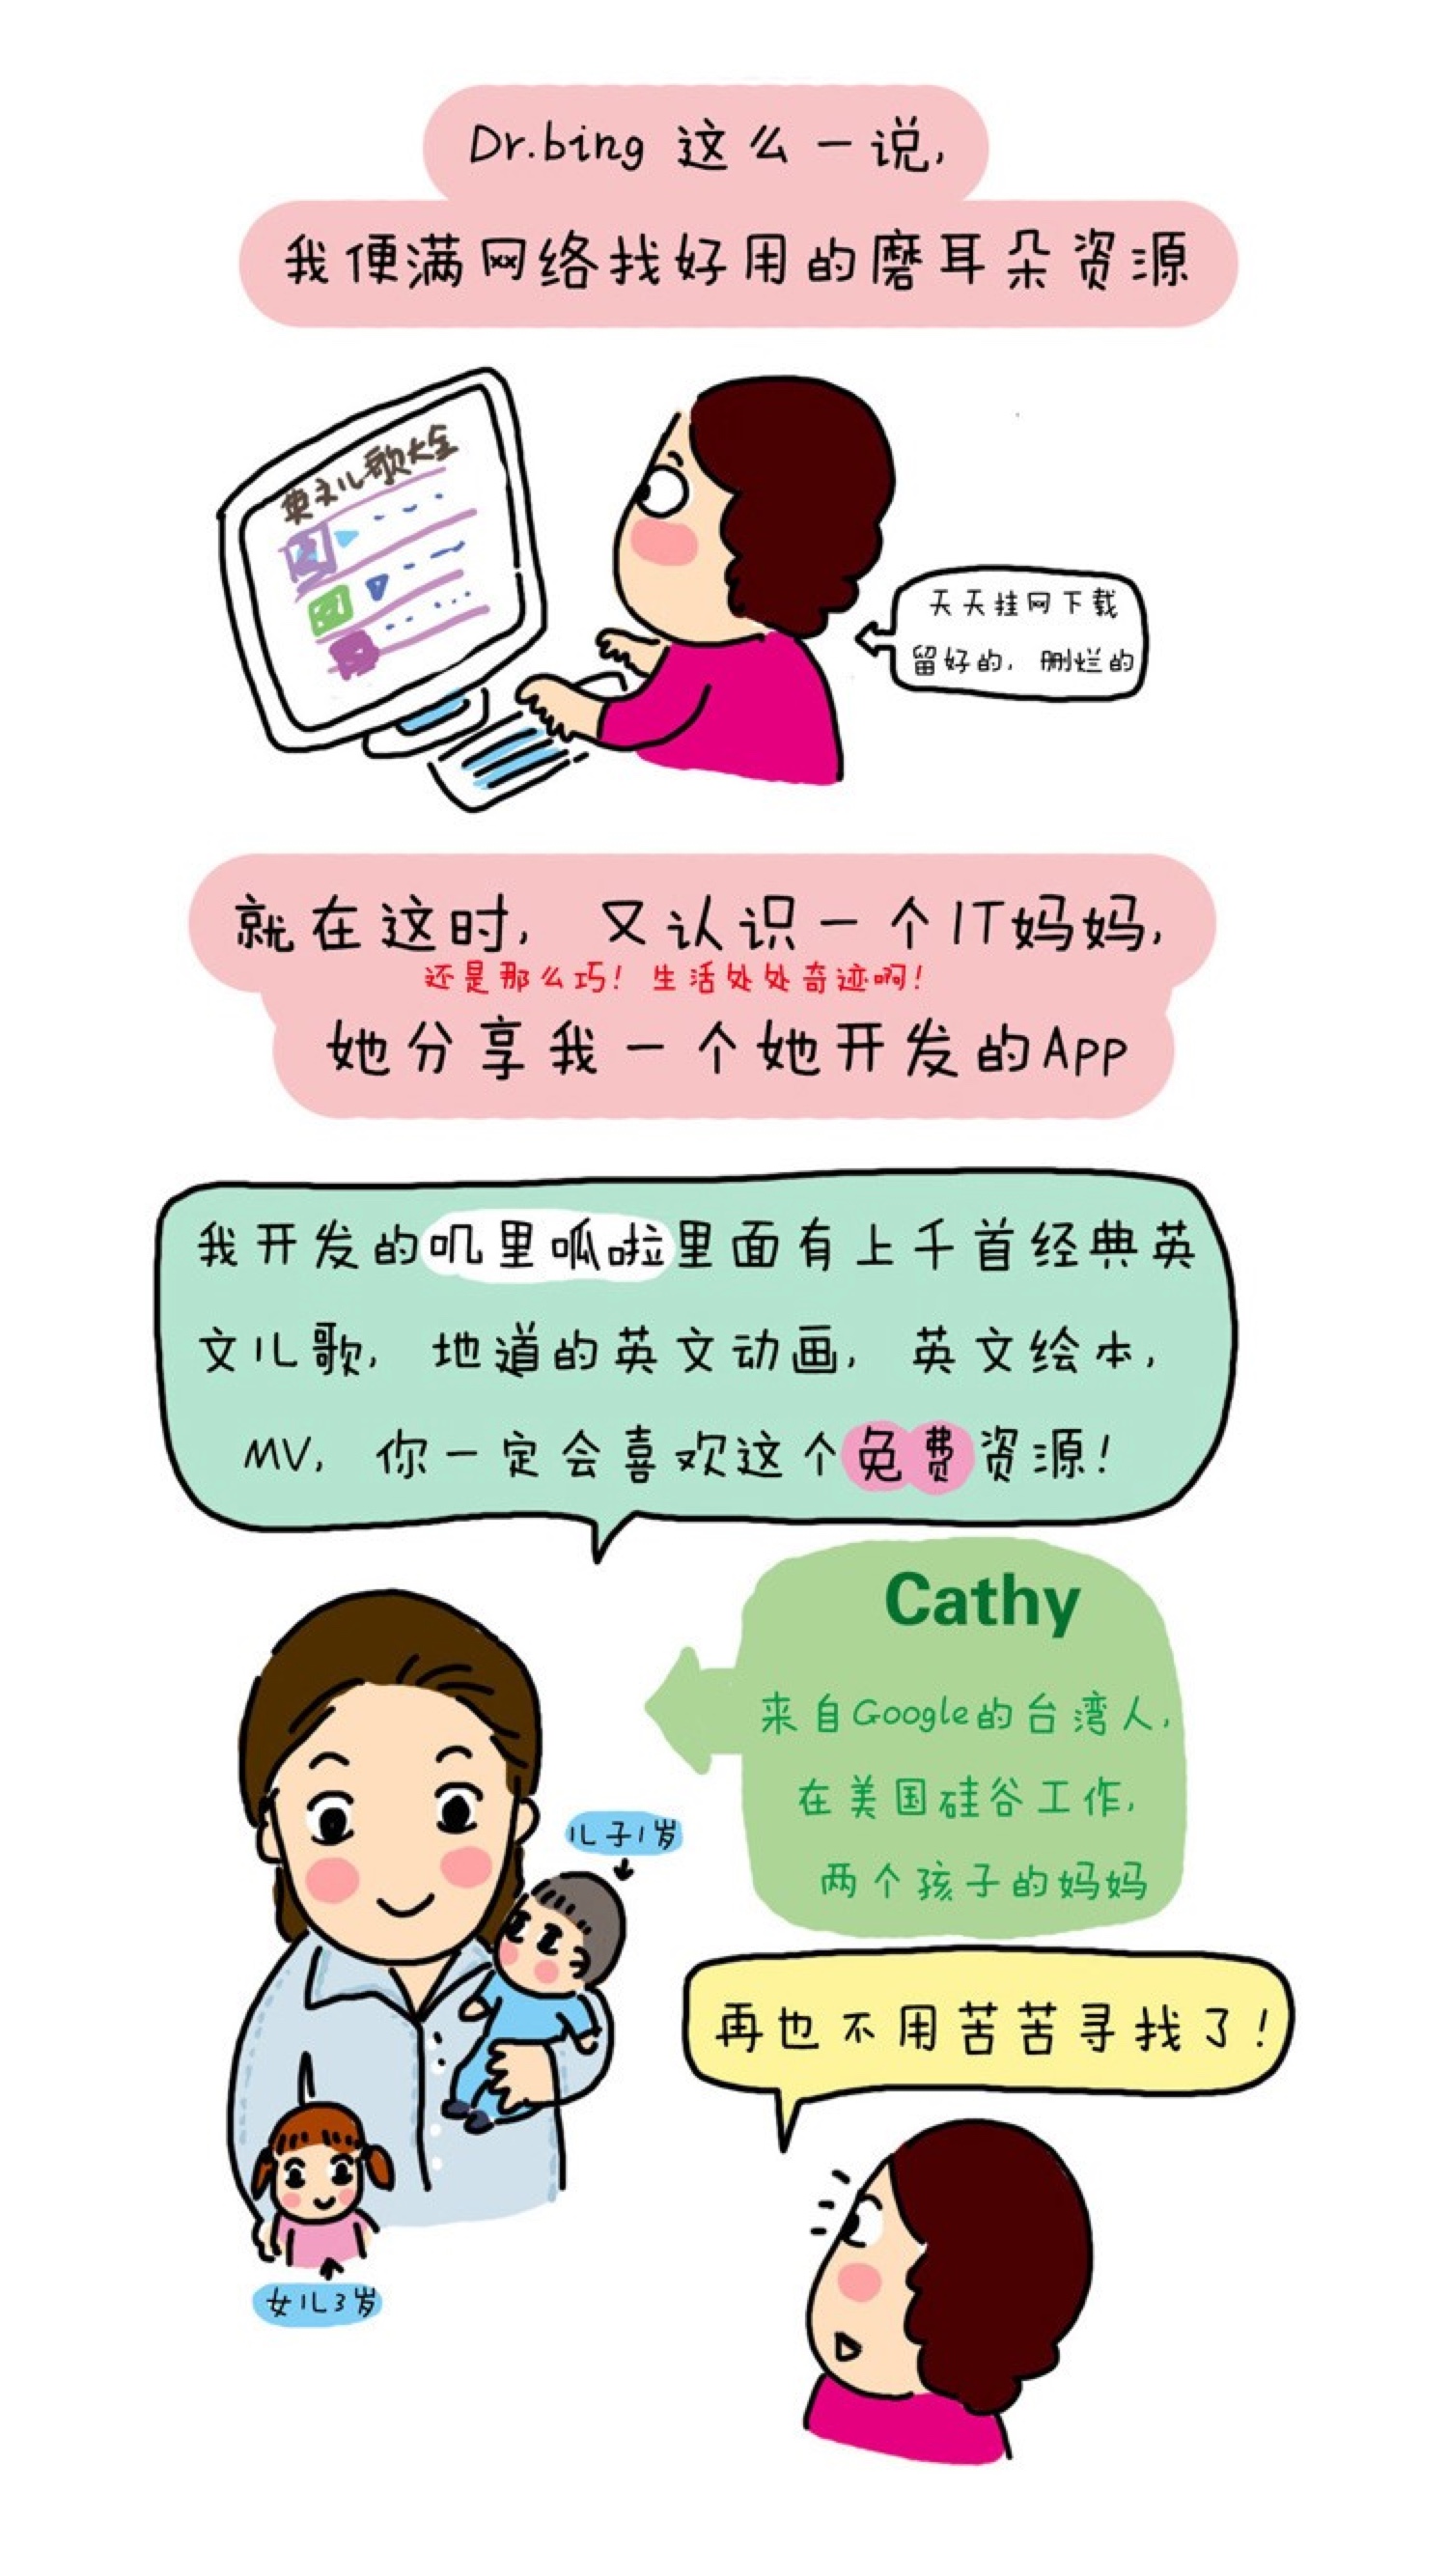 Dr.bing 这么一说，
我便满网络找好用的磨耳朵资源
英文儿歌大全
天天挂网下载
留好的，删烂的
就在这时，又认识一个IT妈妈，
还是那么巧！生活处处奇迹啊！
她分享我一个她开发的App
我开发的叽里呱啦里面有上千首经典英
文儿歌，地道的英文动画，英文绘本，
MV，你一定会喜欢这个免费资源！
Cathy
来自Google的台湾人，
在美国硅谷工作，
两个孩子的妈妈
儿子1岁
再也不用苦苦寻找了！
女儿3岁